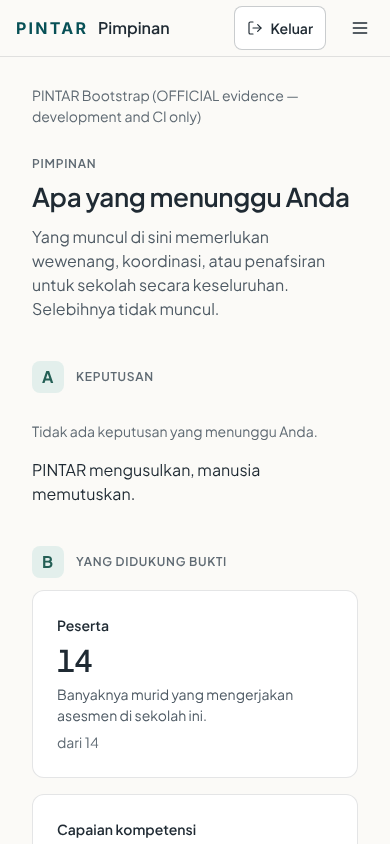 PINTAR Pimpinan Keluar
PINTAR Bootstrap (OFFICIAL evidence —
development and CI only)
PIMPINAN
Apa yang menunggu Anda
Yang muncul di sini memerlukan
wewenang, koordinasi, atau penafsiran
untuk sekolah secara keseluruhan.
Selebihnya tidak muncul.
A KEPUTUSAN
Tidak ada keputusan yang menunggu Anda.
PINTAR mengusulkan, manusia
memutuskan.
B YANG DIDUKUNG BUKTI
Peserta
14
Banyaknya murid yang mengerjakan
asesmen di sekolah ini.
dari 14
Capaian kompetensi